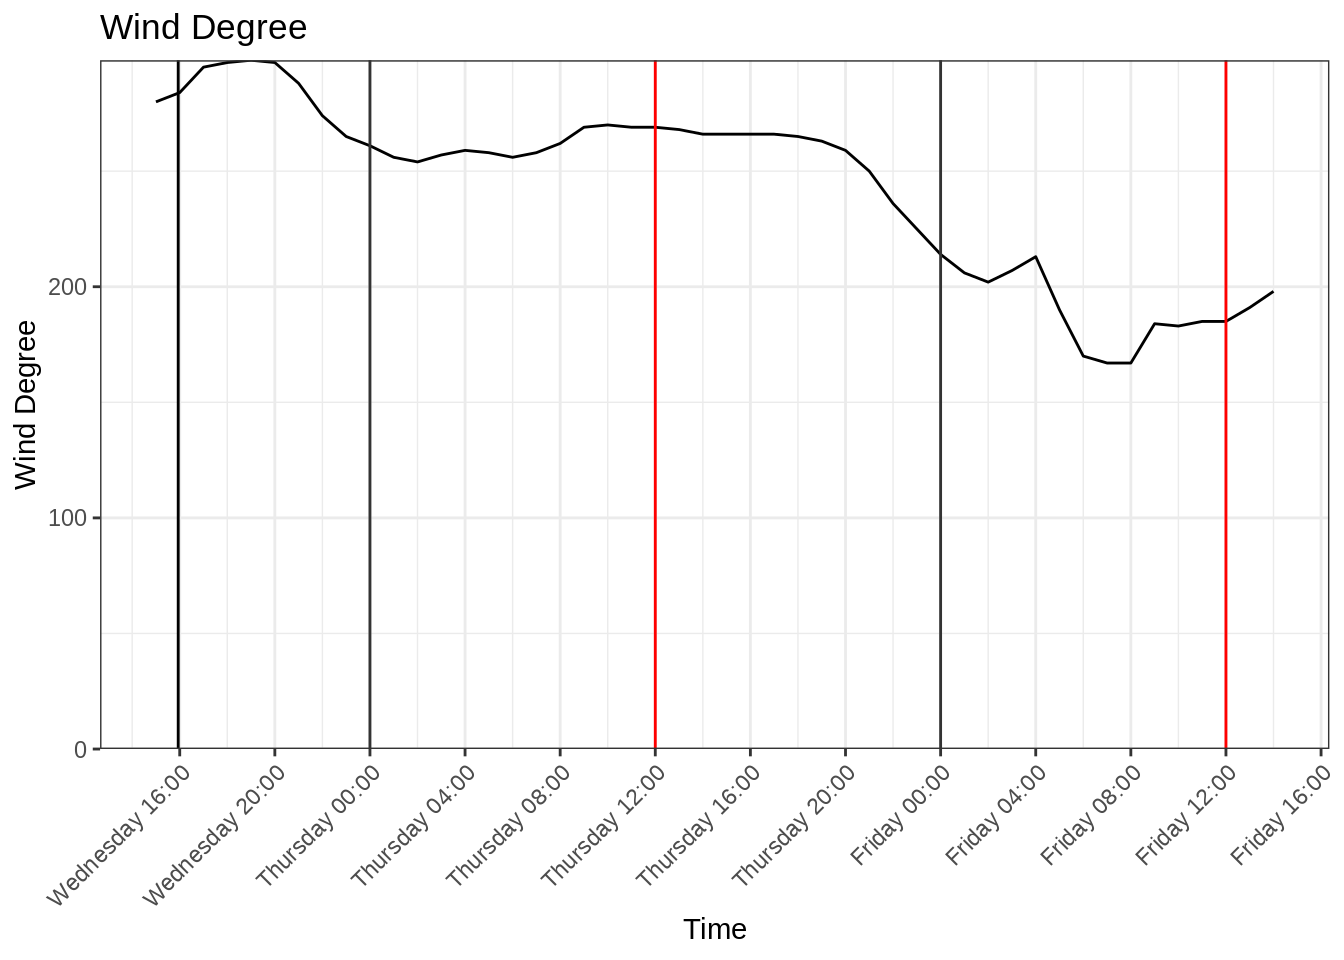 Wind Degree
Wind Degree
200
100
0
Wednesday 16:00
Wednesday 20:00
Thursday 00:00
Thursday 04:00
Thursday 08:00
Thursday 12:00
Thursday 16:00
Thursday 20:00
Friday 00:00
Friday 04:00
Friday 08:00
Friday 12:00
Friday 16:00
Time